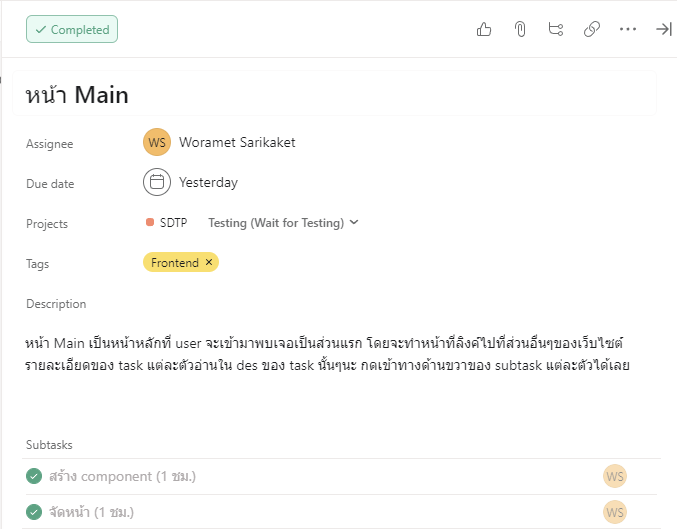 Completed
หน้า Main
Assignee
WS Woramet Sarikaket
Due date
Yesterday
Projects
SDTP Testing (Wait for Testing)
Tags
Frontend ×
Description
หน้า Main เป็นหน้าหลักที่ user จะเข้ามาพบเจอเป็นส่วนแรก โดยจะทำหน้าที่ลิงค์ไปที่ส่วนอื่นๆของเว็บไซต์
รายละเอียดของ task แต่ละตัวอ่านใน des ของ task นั้นๆนะ กดเข้าทางด้านขวาของ subtask แต่ละตัวได้เลย
Subtasks
สร้าง component (1 ชม.) WS
จัดหน้า (1 ชม.) WS